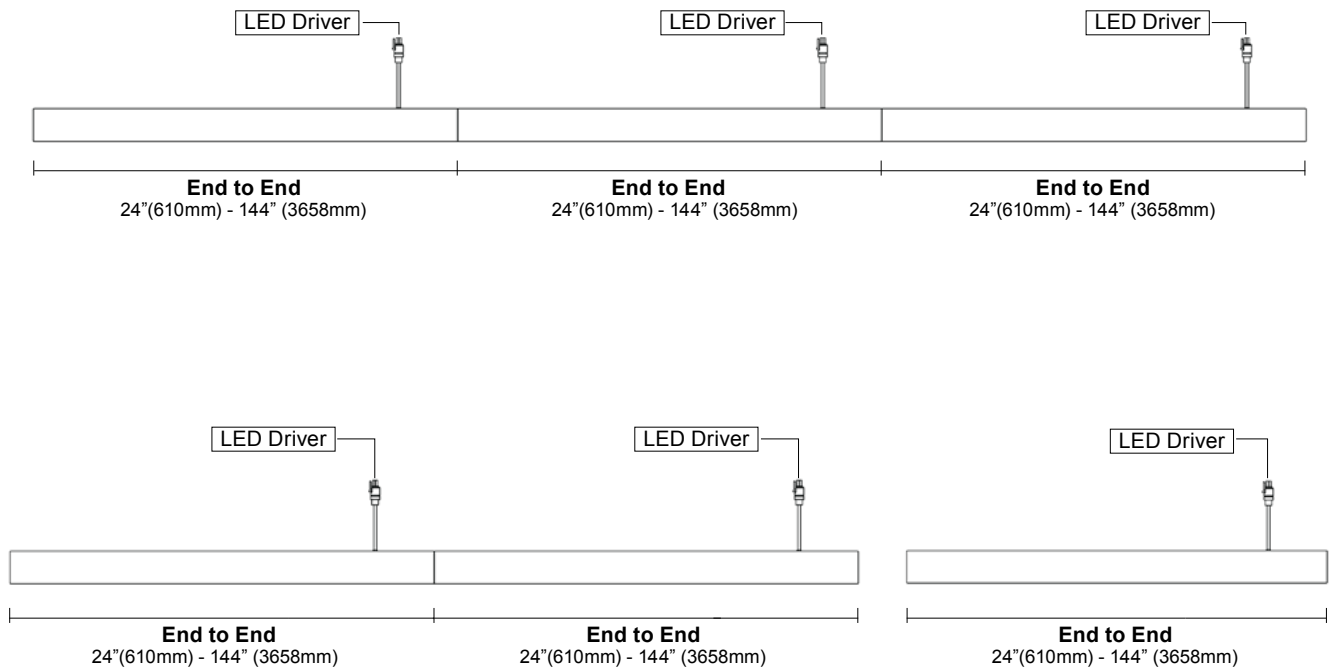 LED Driver
LED Driver
LED Driver
End to End
24”(610mm) - 144” (3658mm)
End to End
24”(610mm) - 144” (3658mm)
End to End
24”(610mm) - 144” (3658mm)
LED Driver
LED Driver
LED Driver
End to End
24”(610mm) - 144” (3658mm)
End to End
24”(610mm) - 144” (3658mm)
End to End
24”(610mm) - 144” (3658mm)